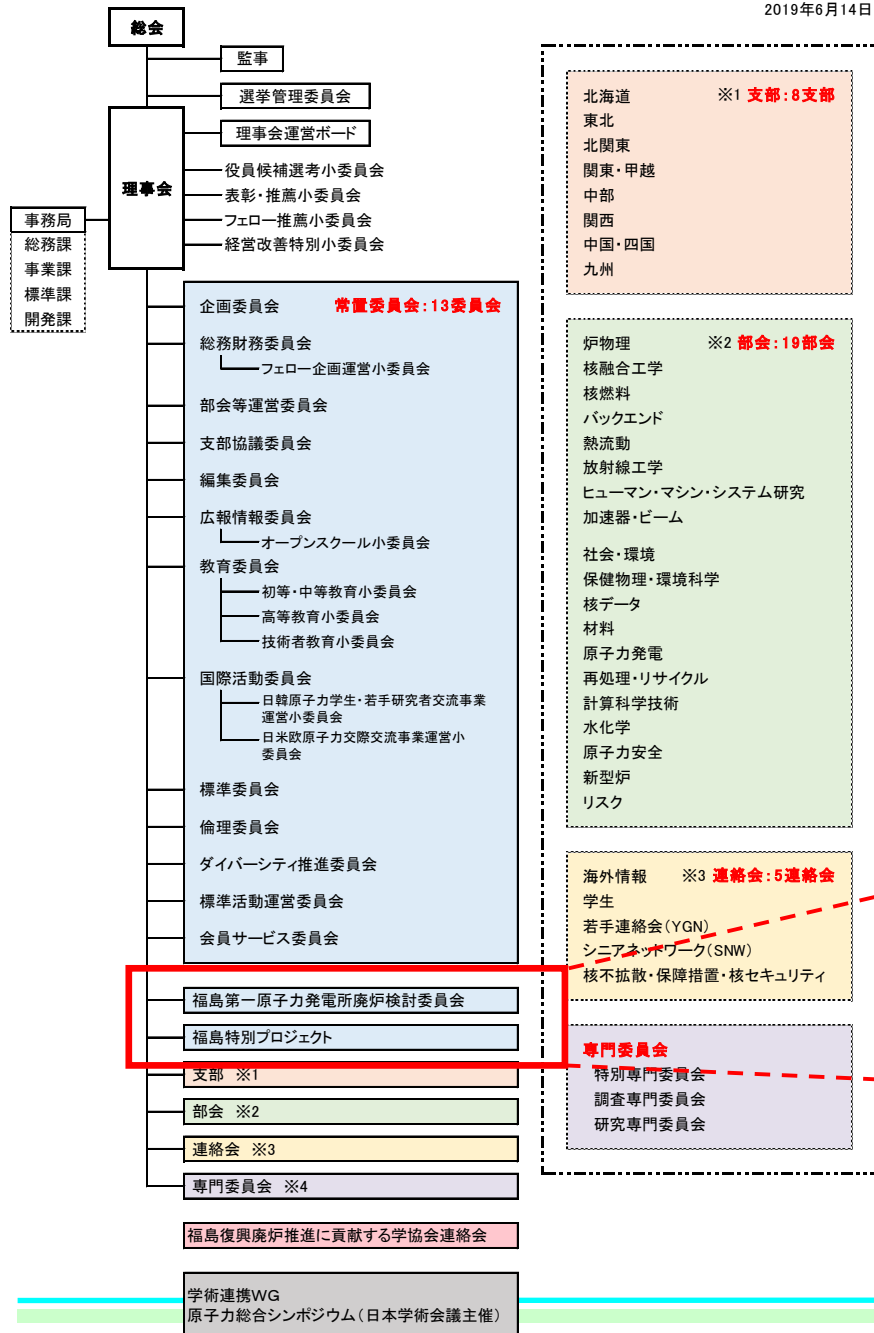 2019年6月14日
総会
監事
選挙管理委員会
理事会運営ボード
理事会
役員候補選考小委員会
表彰・推薦小委員会
フェロー推薦小委員会
経営改善特別小委員会
事務局
総務課
事業課
標準課
開発課
企画委員会 常置委員会:13委員会
総務財務委員会
フェロー企画運営小委員会
部会等運営委員会
支部協議委員会
編集委員会
広報情報委員会
オープンスクール小委員会
教育委員会
初等・中等教育小委員会
高等教育小委員会
技術者教育小委員会
国際活動委員会
日韓原子力学生・若手研究者交流事業
運営小委員会
日米欧原子力交際交流事業運営小
委員会
標準委員会
倫理委員会
ダイバーシティ推進委員会
標準活動運営委員会
会員サービス委員会
福島第一原子力発電所廃炉検討委員会
福島特別プロジェクト
支部 ※1
部会 ※2
連絡会 ※3
専門委員会 ※4
福島復興廃炉推進に貢献する学協会連絡会
学術連携WG
原子力総合シンポジウム(日本学術会議主催)
北海道 ※1 支部:8支部
東北
北関東
関東・甲越
中部
関西
中国・四国
九州
炉物理 ※2 部会:19部会
核融合工学
核燃料
バックエンド
熱流動
放射線工学
ヒューマン・マシン・システム研究
加速器・ビーム
社会・環境
保健物理・環境科学
核データ
材料
原子力発電
再処理・リサイクル
計算科学技術
水化学
原子力安全
新型炉
リスク
海外情報 ※3 連絡会:5連絡会
学生
若手連絡会(YGN)
シニアネットワーク(SNW)
核不拡散・保障措置・核セキュリティ
専門委員会
特別専門委員会
調査専門委員会
研究専門委員会